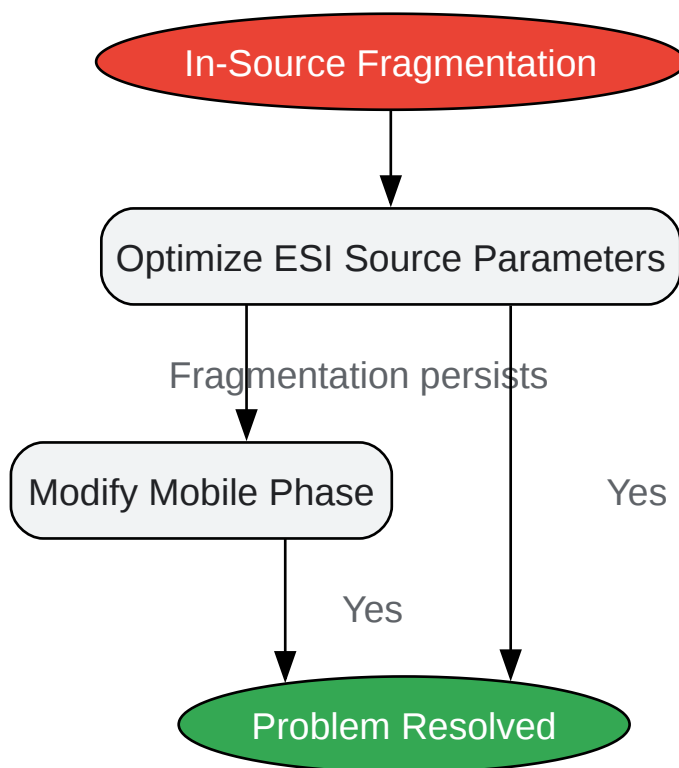 In-Source Fragmentation
Optimize ESI Source Parameters
Fragmentation persists
Modify Mobile Phase
Yes
Yes
Problem Resolved